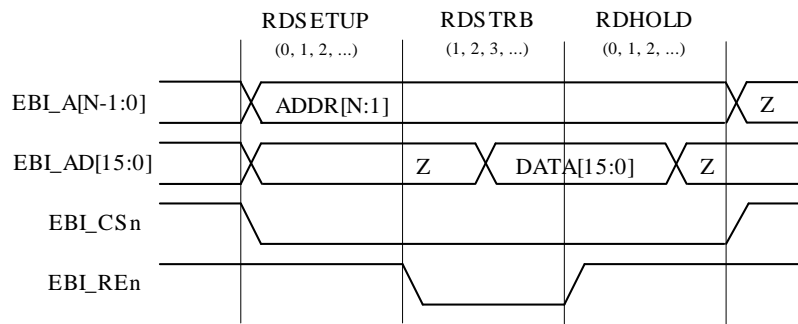 RDSETUP RDSTRB RDHOLD
(0, 1, 2, ...) (1, 2, 3, ...) (0, 1, 2, ...)
EBI_A[N-1:0] ADDR[N:1] Z
EBI_AD[15:0] Z DATA[15:0] Z
EBI_CSn
EBI_REn